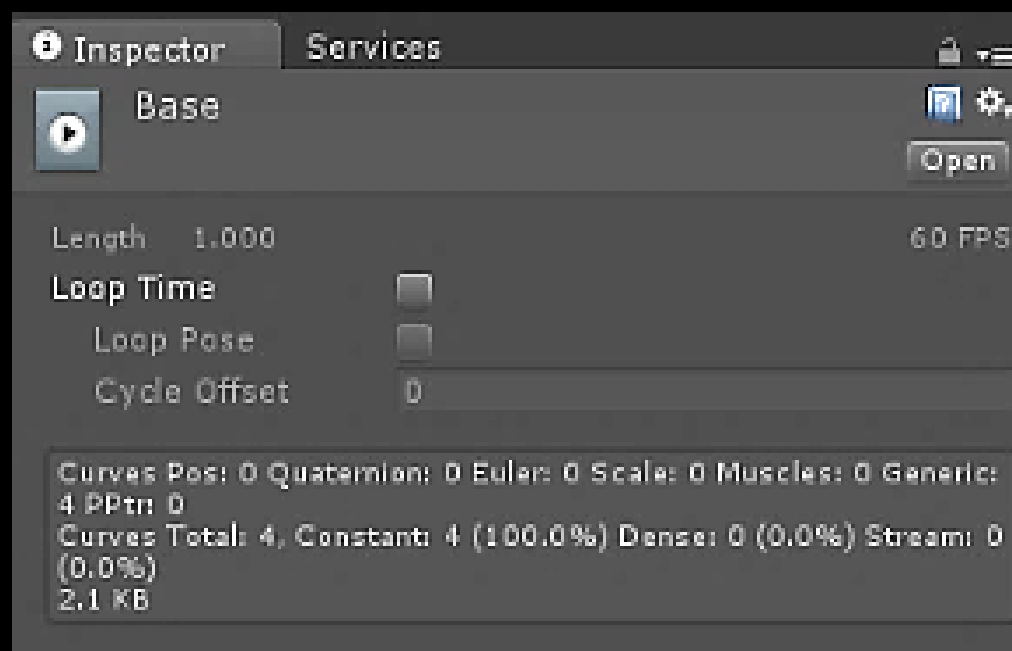 Inspector Services
Base
Open
Length 1.000 60 FPS
Loop Time
Loop Pose
Cycle Offset 0
Curves Pos: 0 Quaternion: 0 Euler: 0 Scale: 0 Muscles: 0 Generic:
4 PPtr: 0
Curves Total: 4, Constant: 4 (100.0%) Dense: 0 (0.0%) Stream: 0
(0.0%)
2.1 KB